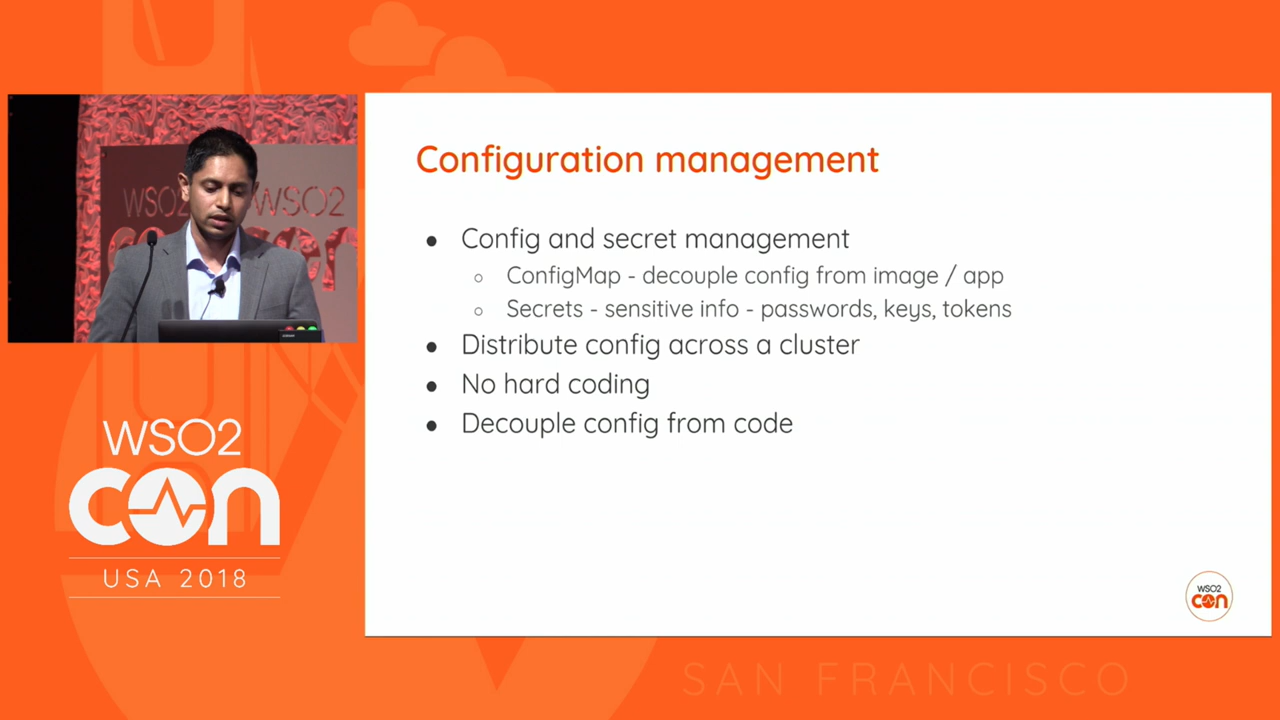 Configuration management
● Config and secret management
○ ConfigMap - decouple config from image / app
○ Secrets - sensitive info - passwords, keys, tokens
● Distribute config across a cluster
● No hard coding
● Decouple config from code
WSO2
WSO2
WSO2
con
USA 2018
WSO2
con
SAN FRANCISCO